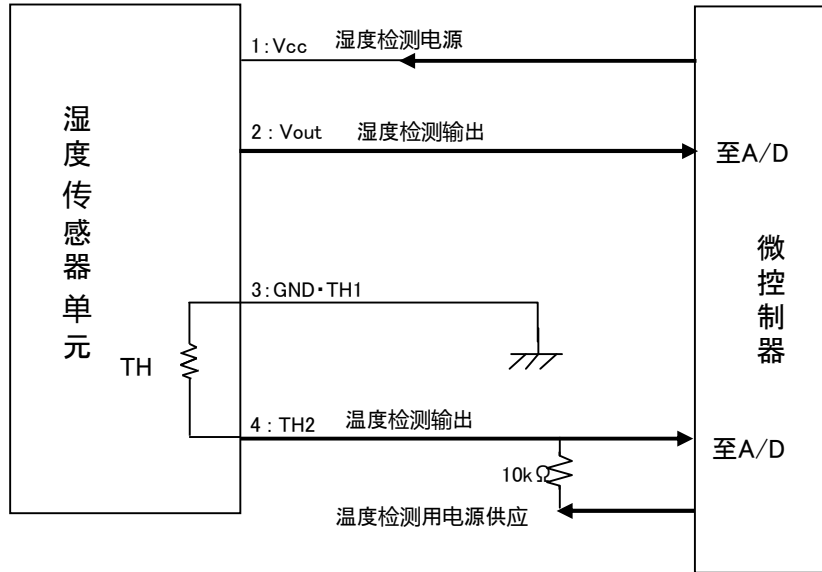 1:Vcc 湿度检测电源
湿度传感器单元
2 : Vout 湿度检测输出
至A/D
微控制器
3:GND・TH1
TH
4 : TH2 温度检测输出
至A/D
10kΩ
温度检测用电源供应